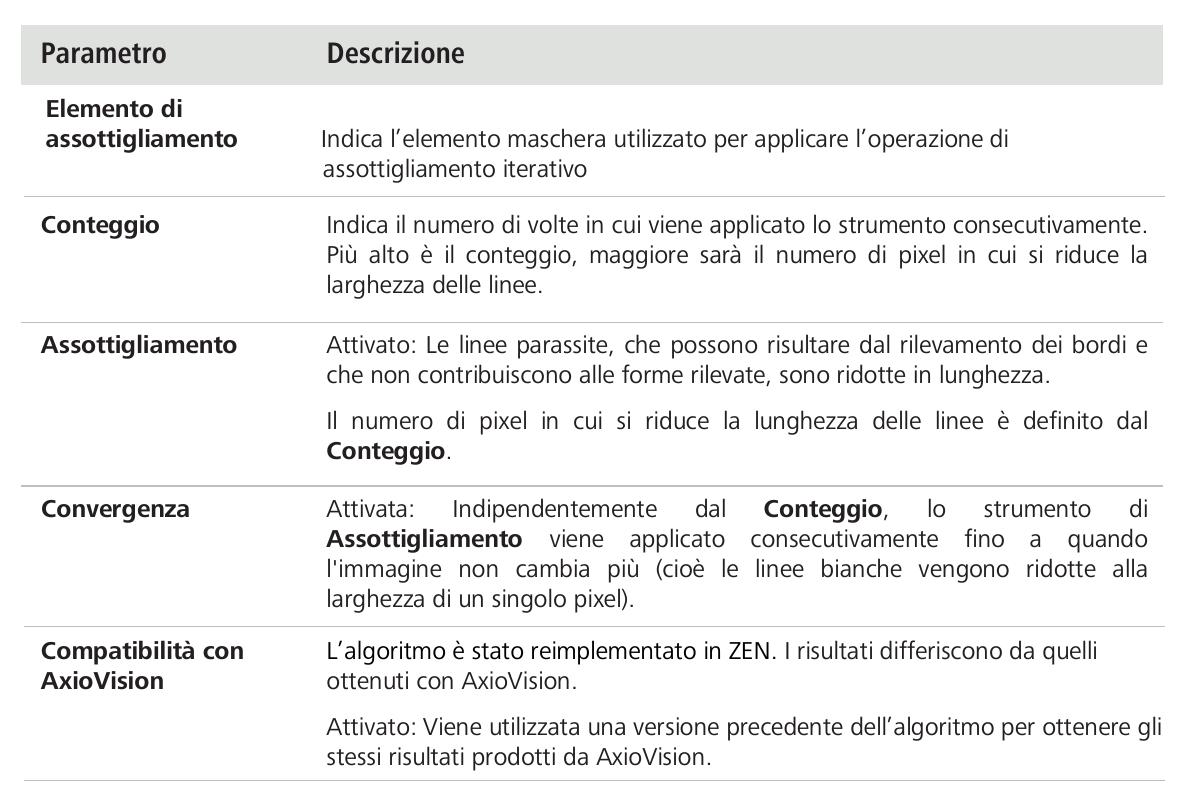 Parametro Descrizione
Elemento di
assottigliamento Indica l’elemento maschera utilizzato per applicare l’operazione di
assottigliamento iterativo
Conteggio Indica il numero di volte in cui viene applicato lo strumento consecutivamente.
Più alto è il conteggio, maggiore sarà il numero di pixel in cui si riduce la
larghezza delle linee.
Assottigliamento Attivato: Le linee parassite, che possono risultare dal rilevamento dei bordi e
che non contribuiscono alle forme rilevate, sono ridotte in lunghezza.
Il numero di pixel in cui si riduce la lunghezza delle linee è definito dal
Conteggio.
Convergenza Attivata: Indipendentemente dal Conteggio, lo strumento di
Assottigliamento viene applicato consecutivamente fino a quando
l'immagine non cambia più (cioè le linee bianche vengono ridotte alla
larghezza di un singolo pixel).
Compatibilità con L’algoritmo è stato reimplementato in ZEN. I risultati differiscono da quelli
AxioVision ottenuti con AxioVision.
Attivato: Viene utilizzata una versione precedente dell’algoritmo per ottenere gli
stessi risultati prodotti da AxioVision.